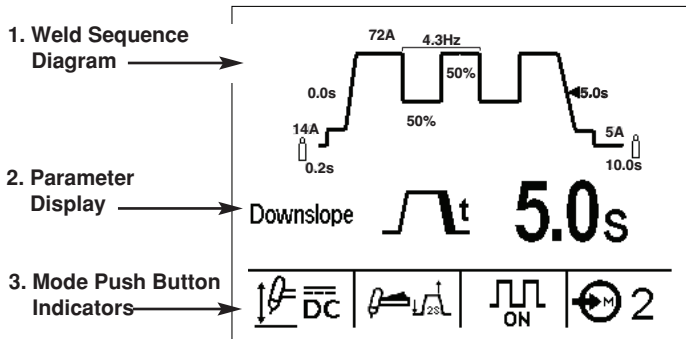 1. Weld Sequence
Diagram
72A
4.3Hz
0.0s
50%
5.0s
50%
14A
5A
0.2s
10.0s
2. Parameter
Display
Downslope
t
5.0s
3. Mode Push Button
Indicators
DC
2s
ON
M
2